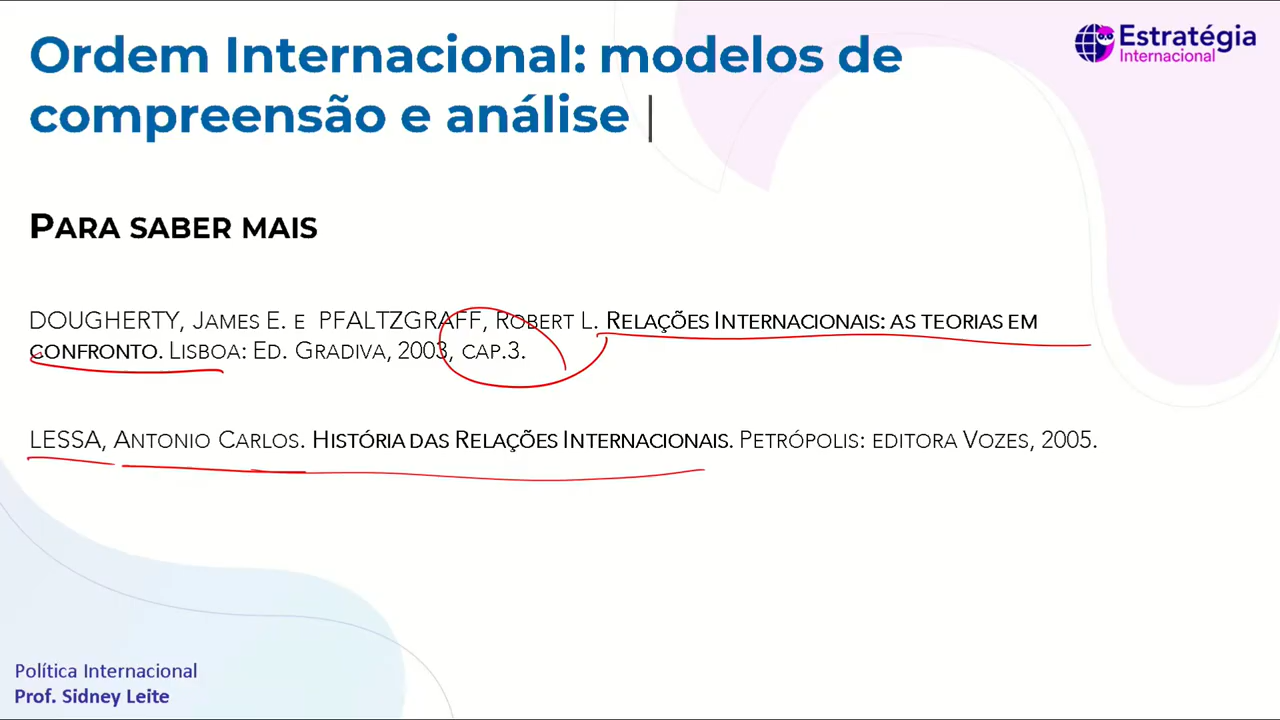 Ordem Internacional: modelos de
compreensão e análise |
Estratégia
Internacional
PARA SABER MAIS
DOUGHERTY, JAMES E. E PFALTZGRAFF, ROBERT L. RELAÇÕES INTERNACIONAIS: AS TEORIAS EM
CONFRONTO. LISBOA: ED. GRADIVA, 2003, CAP.3.
LESSA, ANTONIO CARLOS. HISTÓRIA DAS RELAÇÕES INTERNACIONAIS. PETRÓPOLIS: EDITORA VOZES, 2005.
Política Internacional
Prof. Sidney Leite